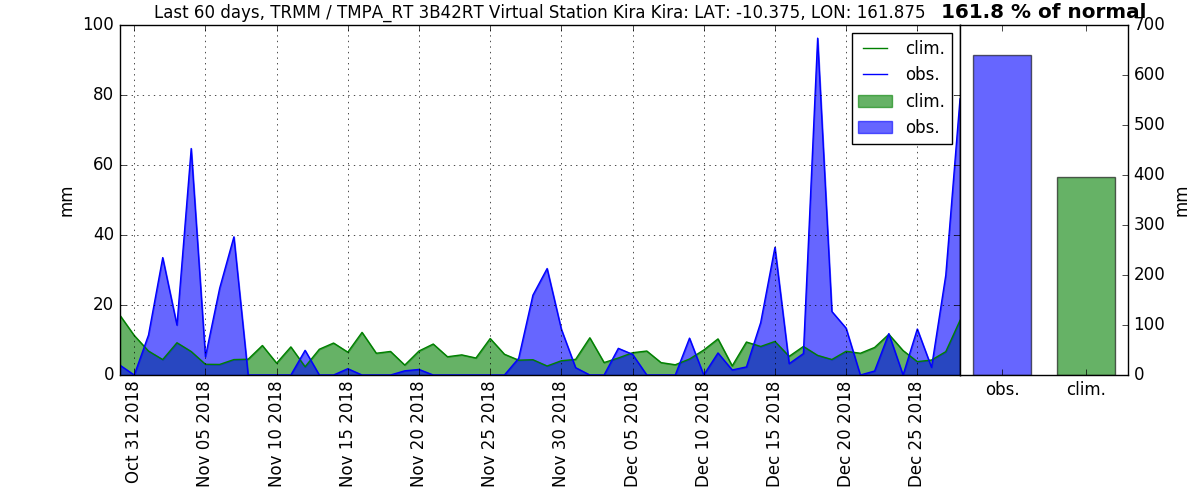 Last 60 days, TRMM / TMPA_RT 3B42RT Virtual Station Kira Kira: LAT: -10.375, LON: 161.875 161.8 % of normal
100
80
60
40
20
0
mm
clim.
obs.
clim.
obs.
700
600
500
400
300
200
100
0
mm
Oct 31 2018
Nov 05 2018
Nov 10 2018
Nov 15 2018
Nov 20 2018
Nov 25 2018
Nov 30 2018
Dec 05 2018
Dec 10 2018
Dec 15 2018
Dec 20 2018
Dec 25 2018
obs. clim.